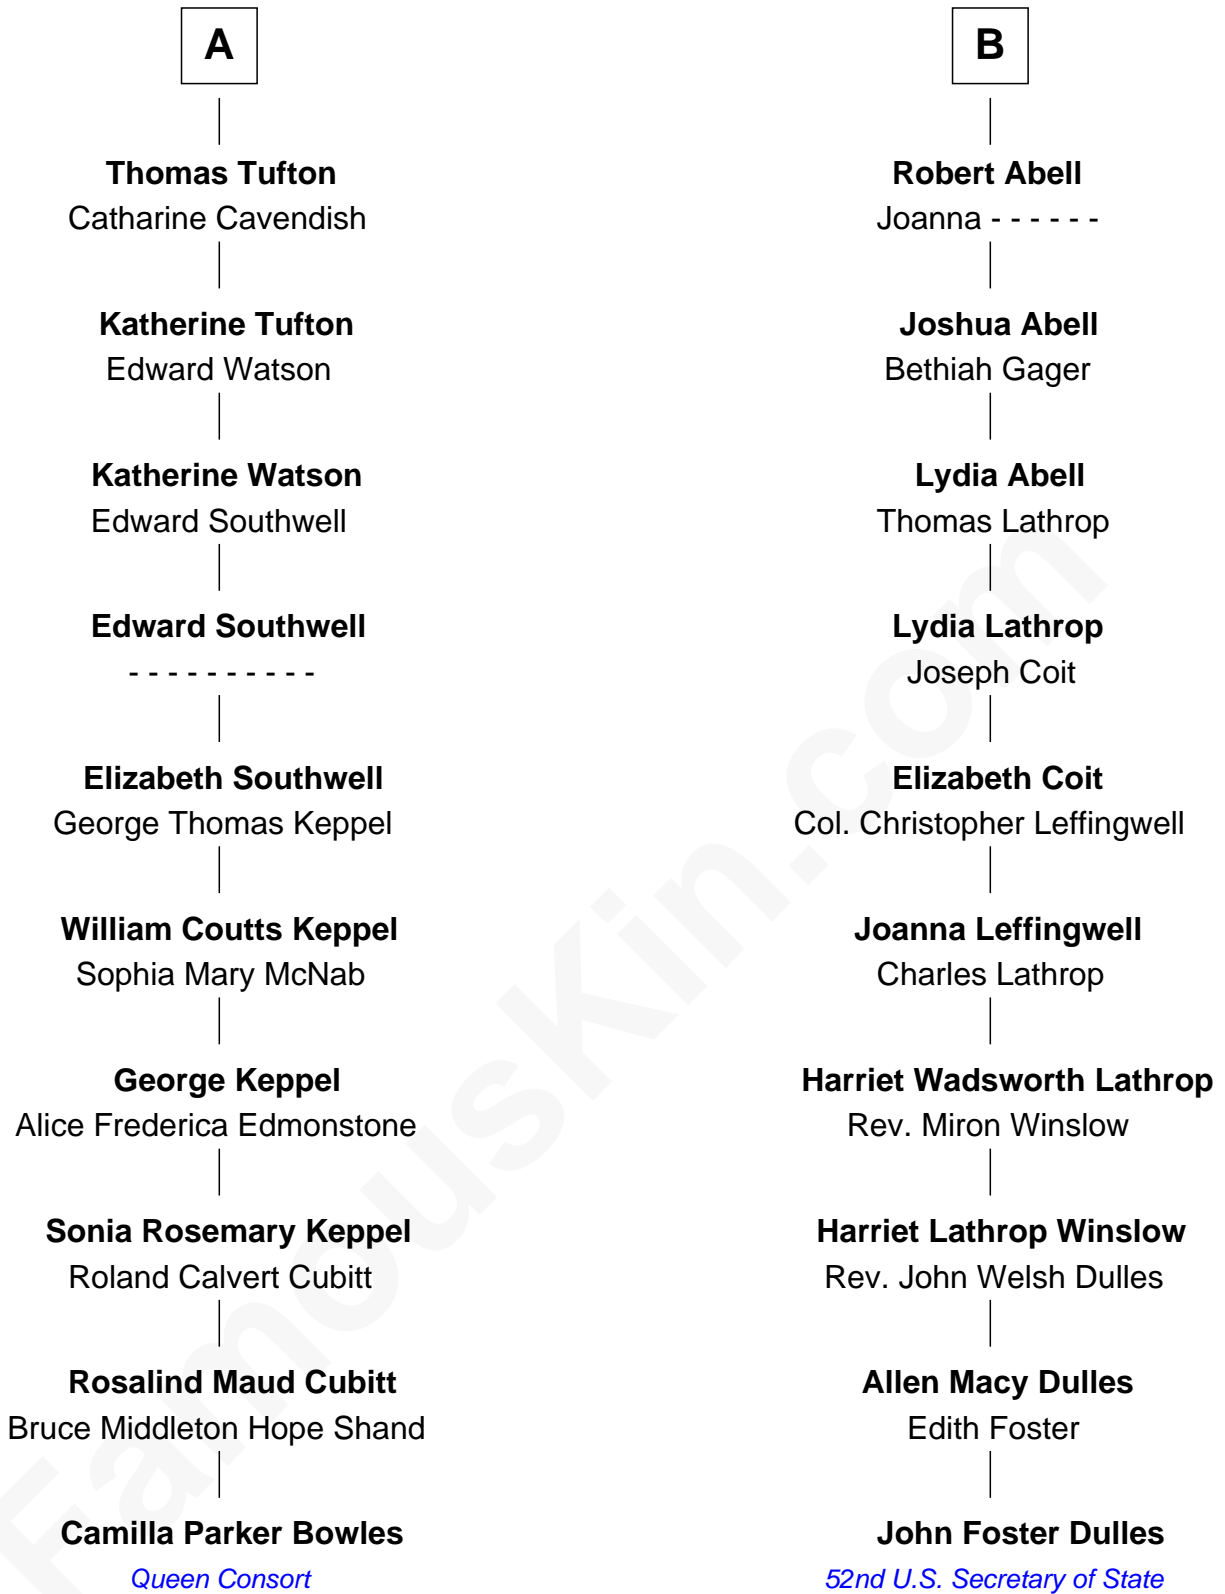 A
Thomas Tufton
Catharine Cavendish
Katherine Tufton
Edward Watson
Katherine Watson
Edward Southwell
Edward Southwell
- - - - - - - - - -
Elizabeth Southwell
George Thomas Keppel
William Coutts Keppel
Sophia Mary McNab
George Keppel
Alice Frederica Edmonstone
Sonia Rosemary Keppel
Roland Calvert Cubitt
Rosalind Maud Cubitt
Bruce Middleton Hope Shand
Camilla Parker Bowles
Queen Consort
B
Robert Abell
Joanna - - - - - -
Joshua Abell
Bethiah Gager
Lydia Abell
Thomas Lathrop
Lydia Lathrop
Joseph Coit
Elizabeth Coit
Col. Christopher Leffingwell
Joanna Leffingwell
Charles Lathrop
Harriet Wadsworth Lathrop
Rev. Miron Winslow
Harriet Lathrop Winslow
Rev. John Welsh Dulles
Allen Macy Dulles
Edith Foster
John Foster Dulles
52nd U.S. Secretary of State
FamousKin.com